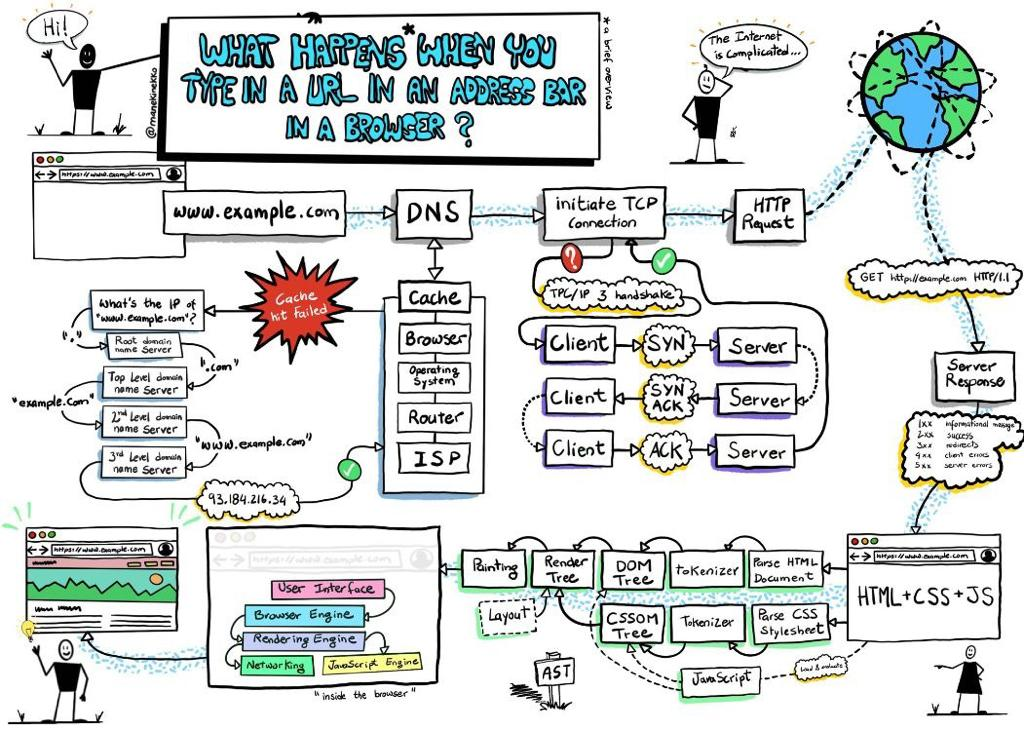 Hi!
@manekinekko
WHAT HAPPENS* WHEN YOU
TYPE IN A URL IN AN ADDRESS BAR
IN A BROWSER ?
* a brief overview
The Internet
is complicated...
https://www.example.com
www.example.com
DNS
initiate TCP
connection
HTTP
Request
Cache
hit failed
What's the IP of
"www.example.com"?
"."
Root domain
name Server
".com"
Top Level domain
name Server
"example.com"
2nd Level domain
name Server
"www.example.com"
3rd Level domain
name Server
93.184.216.34
Cache
Browser
Operating
System
Router
ISP
?
TPC/IP 3 handshake
Client
SYN
Server
Client
SYN
ACK
Server
Client
ACK
Server
GET http://example.com HTTP/1.1
Server
Response
1xx informational message
2xx success
3xx redirects
4xx client errors
5xx server errors
https://www.example.com
HTML+CSS+JS
Parse HTML
Document
toKenizer
DOM
Tree
Render
Tree
Painting
Layout
Parse CSS
Stylesheet
Tokenizer
CSSOM
Tree
JavaScript
Load & evaluate
AST
https://www.example.com
User Interface
Browser Engine
Rendering Engine
Networking
JavaScript Engine
"inside the browser"
https://www.example.com